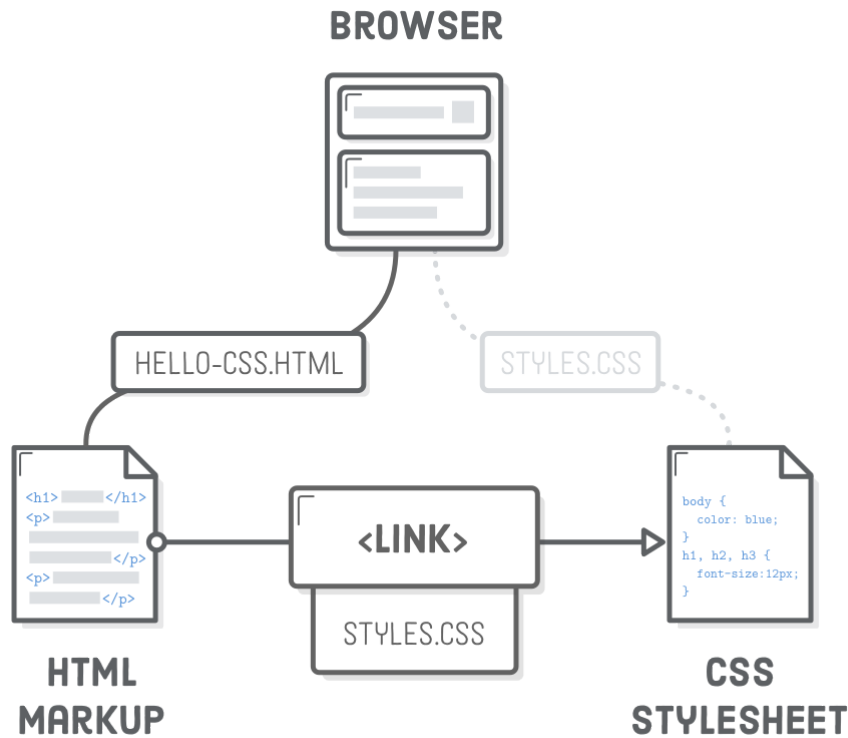 BROWSER
HELLO-CSS.HTML
STYLES.CSS
<h1> </h1>
<p>
</p>
<p>
</p>
<LINK>
STYLES.CSS
body {
color: blue;
}
h1, h2, h3 {
font-size:12px;
}
HTML
MARKUP
CSS
STYLESHEET